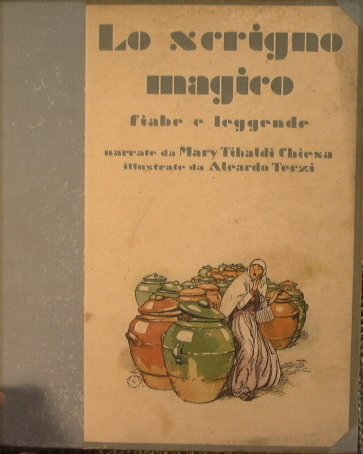 Lo scrigno
magico
fiabe e leggende
narrate da Mary Tibaldi Chiesa
illustrate da Aleardo Terzi